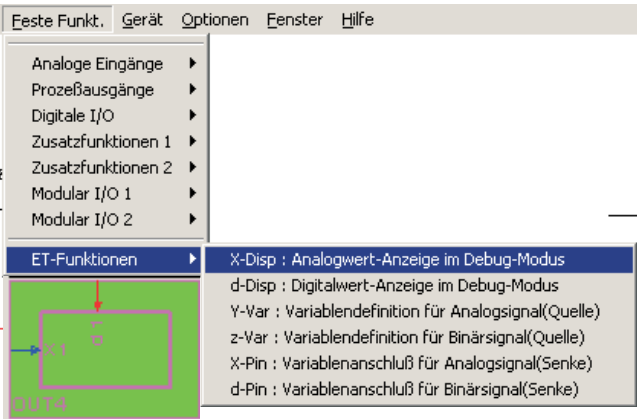 Feste Funkt. Gerät Optionen Fenster Hilfe
Analoge Eingänge
Prozeßausgänge
Digitale I/O
Zusatzfunktionen 1
Zusatzfunktionen 2
Modular I/O 1
Modular I/O 2
ET-Funktionen
X-Disp : Analogwert-Anzeige im Debug-Modus
d-Disp : Digitalwert-Anzeige im Debug-Modus
Y-Var : Variablendefinition für Analogsignal(Quelle)
z-Var : Variablendefinition für Binärsignal(Quelle)
X-Pin : Variablenanschluß für Analogsignal(Senke)
d-Pin : Variablenanschluß für Binärsignal(Senke)
d1
X1
OUT4